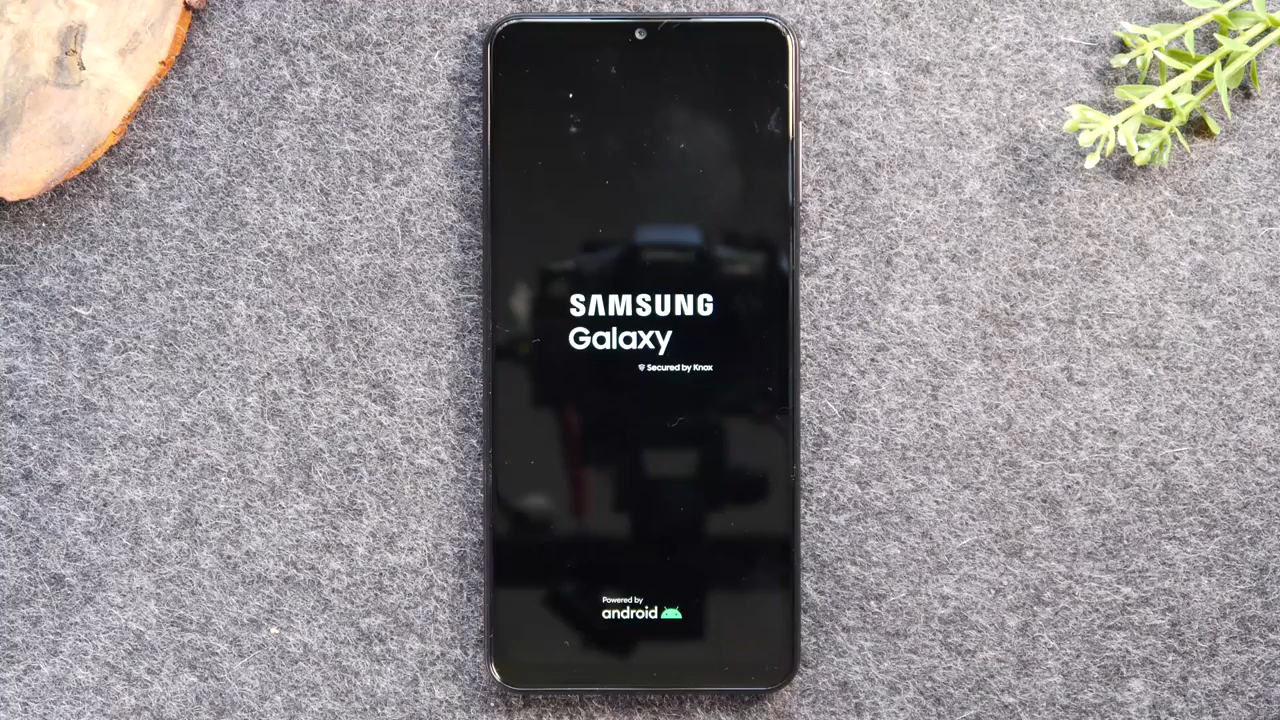 SAMSUNG
Galaxy
Secured by Knox
Powered by
android